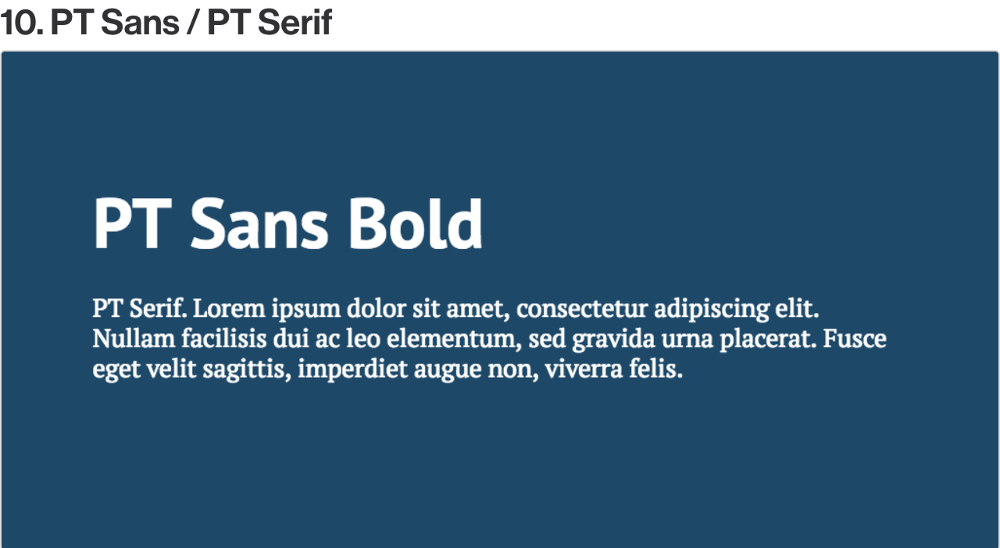 10. PT Sans / PT Serif
PT Sans Bold
PT Serif. Lorem ipsum dolor sit amet, consectetur adipiscing elit.
Nullam facilisis dui ac leo elementum, sed gravida urna placerat. Fusce
eget velit sagittis, imperdiet augue non, viverra felis.